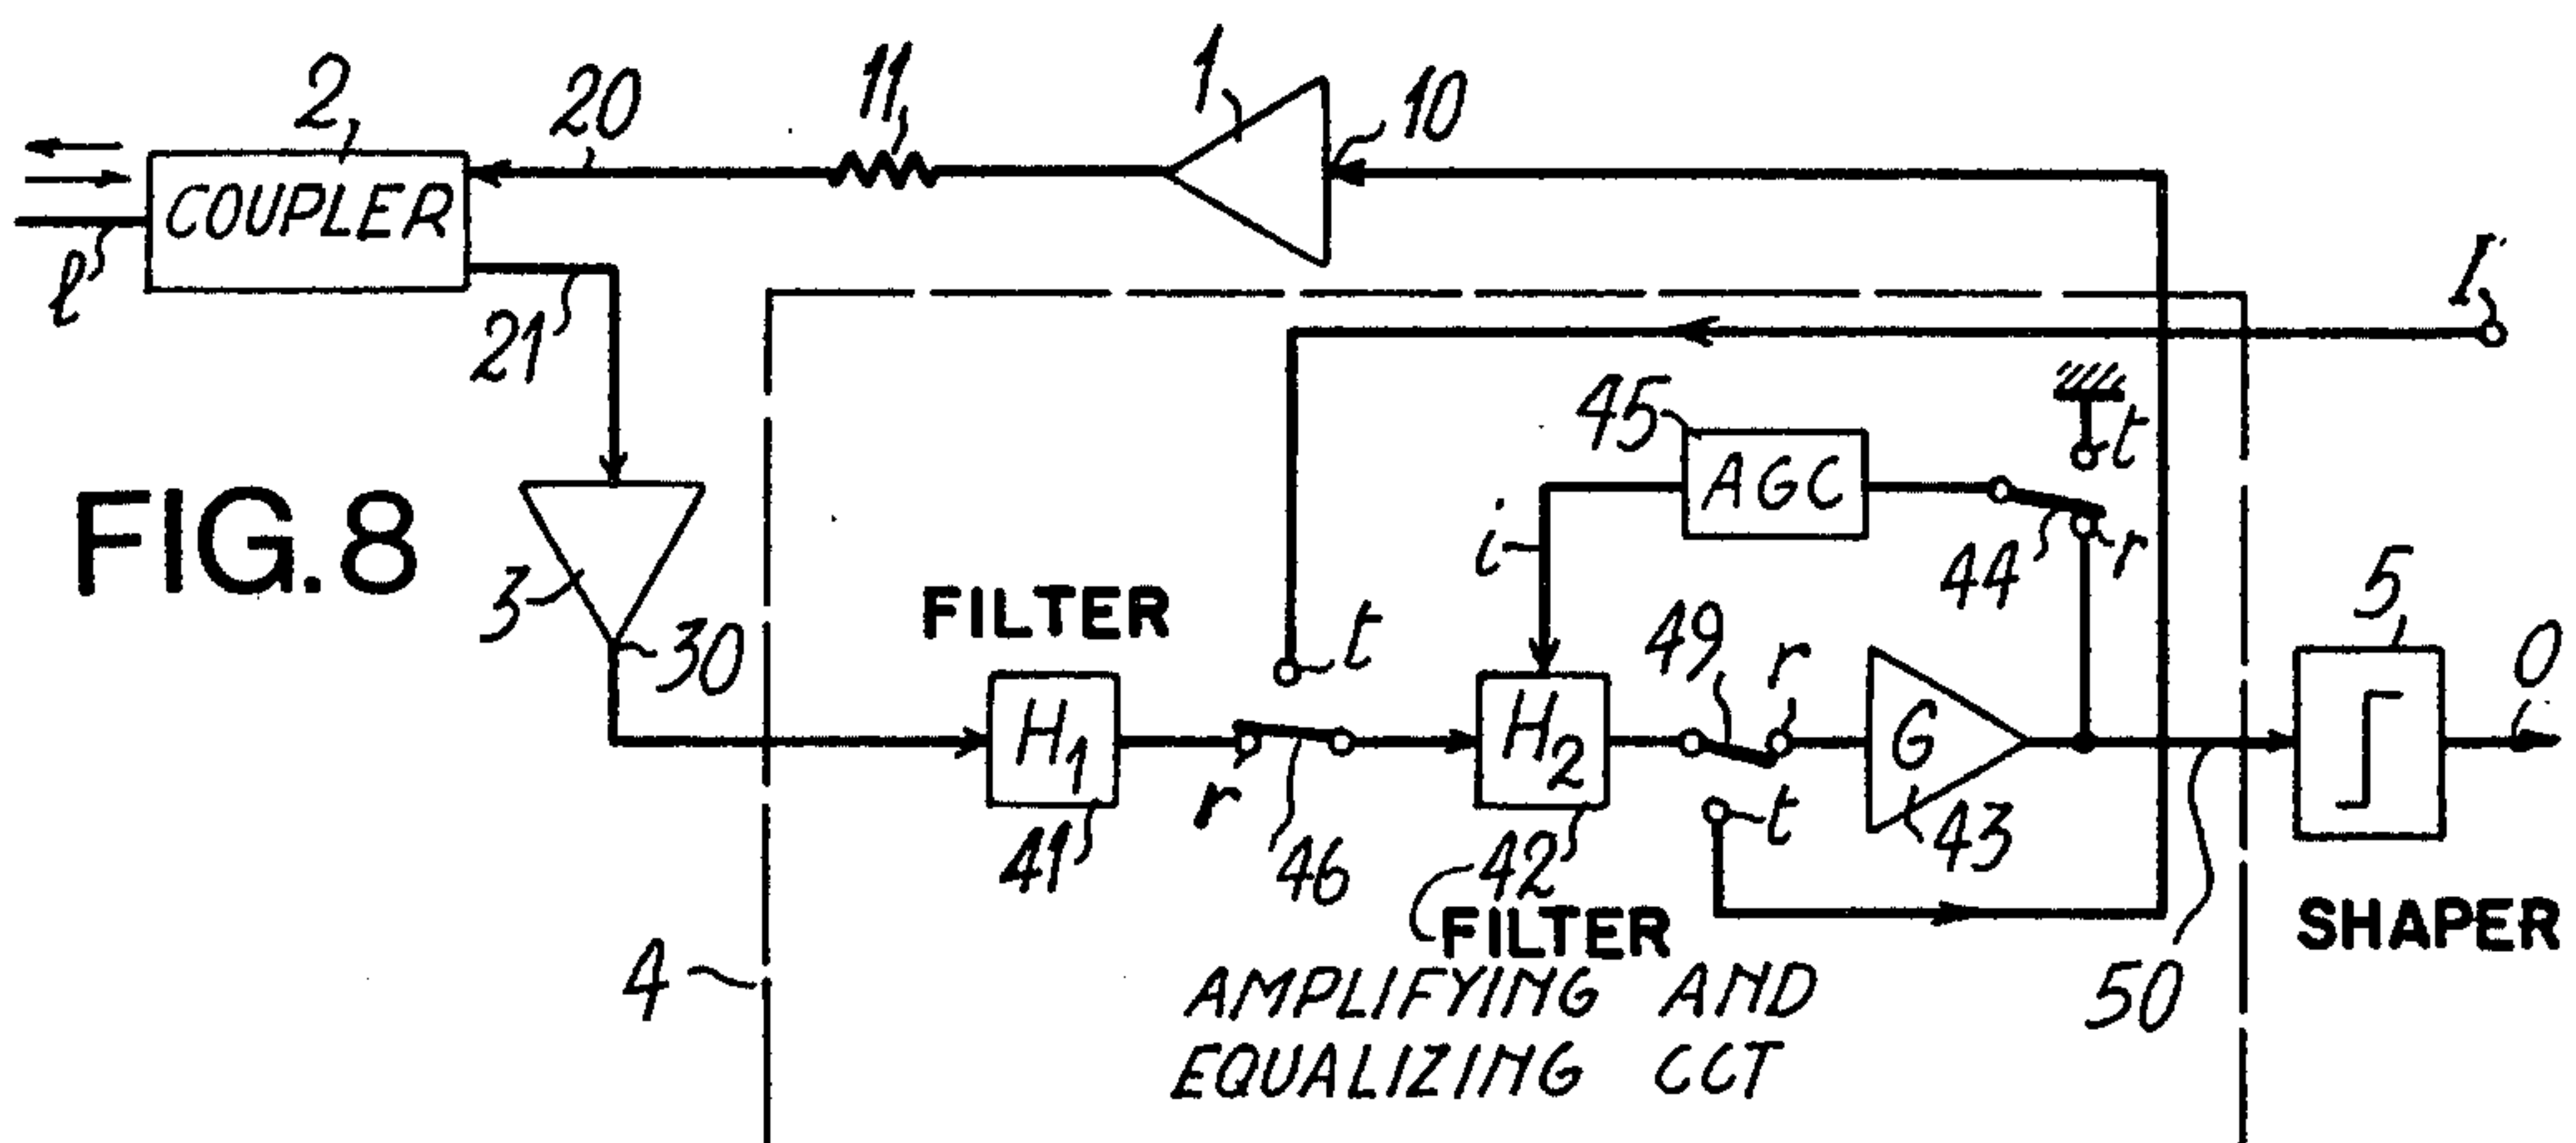 2
20
11
1
10
COUPLER
ℓ
21
I
45
AGC
t
FIG. 8
3
30
i
44
r
5
FILTER
t
49
r
O
H1
r
H2
G
41
46
42
t
43
FILTER
SHAPER
4
50
AMPLIFYING AND
EQUALIZING CCT